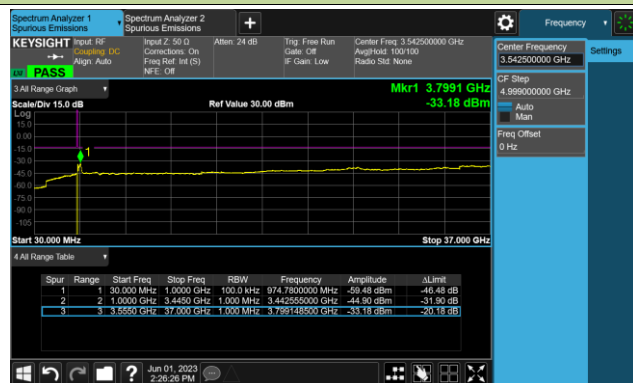 Spectrum Analyzer 1
Spurious Emissions
Spectrum Analyzer 2
Spurious Emissions
+
Frequency
KEYSIGHT
Input: RF
Coupling: DC
Align: Auto
Input Z: 50 Ω
Corrections: On
Freq Ref: Int (S)
NFE: Off
Atten: 24 dB
Trig: Free Run
Gate: Off
IF Gain: Low
Center Freq: 3.542500000 GHz
Avg|Hold: 100/100
Radio Std: None
LXI PASS
Center Frequency
3.542500000 GHz
Settings
CF Step
4.999000000 GHz
Auto
Man
Freq Offset
0 Hz
3 All Range Graph
Scale/Div 15.0 dB
Ref Value 30.00 dBm
Mkr1 3.7991 GHz
-33.18 dBm
Log
15.0
0.00
-15.0
-30.0
-45.0
-60.0
-75.0
-90.0
-105
1
Start 30.000 MHz
Stop 37.000 GHz
4 All Range Table
Spur Range Start Freq Stop Freq RBW Frequency Amplitude ΔLimit
1 1 30.000 MHz 1.0000 GHz 100.0 kHz 974.7800000 MHz -59.48 dBm -46.48 dB
2 2 1.0000 GHz 3.4450 GHz 1.000 MHz 3.442555000 GHz -44.90 dBm -31.90 dB
3 3 3.5550 GHz 37.000 GHz 1.000 MHz 3.799148500 GHz -33.18 dBm -20.18 dB
?
Jun 01, 2023
2:26:26 PM